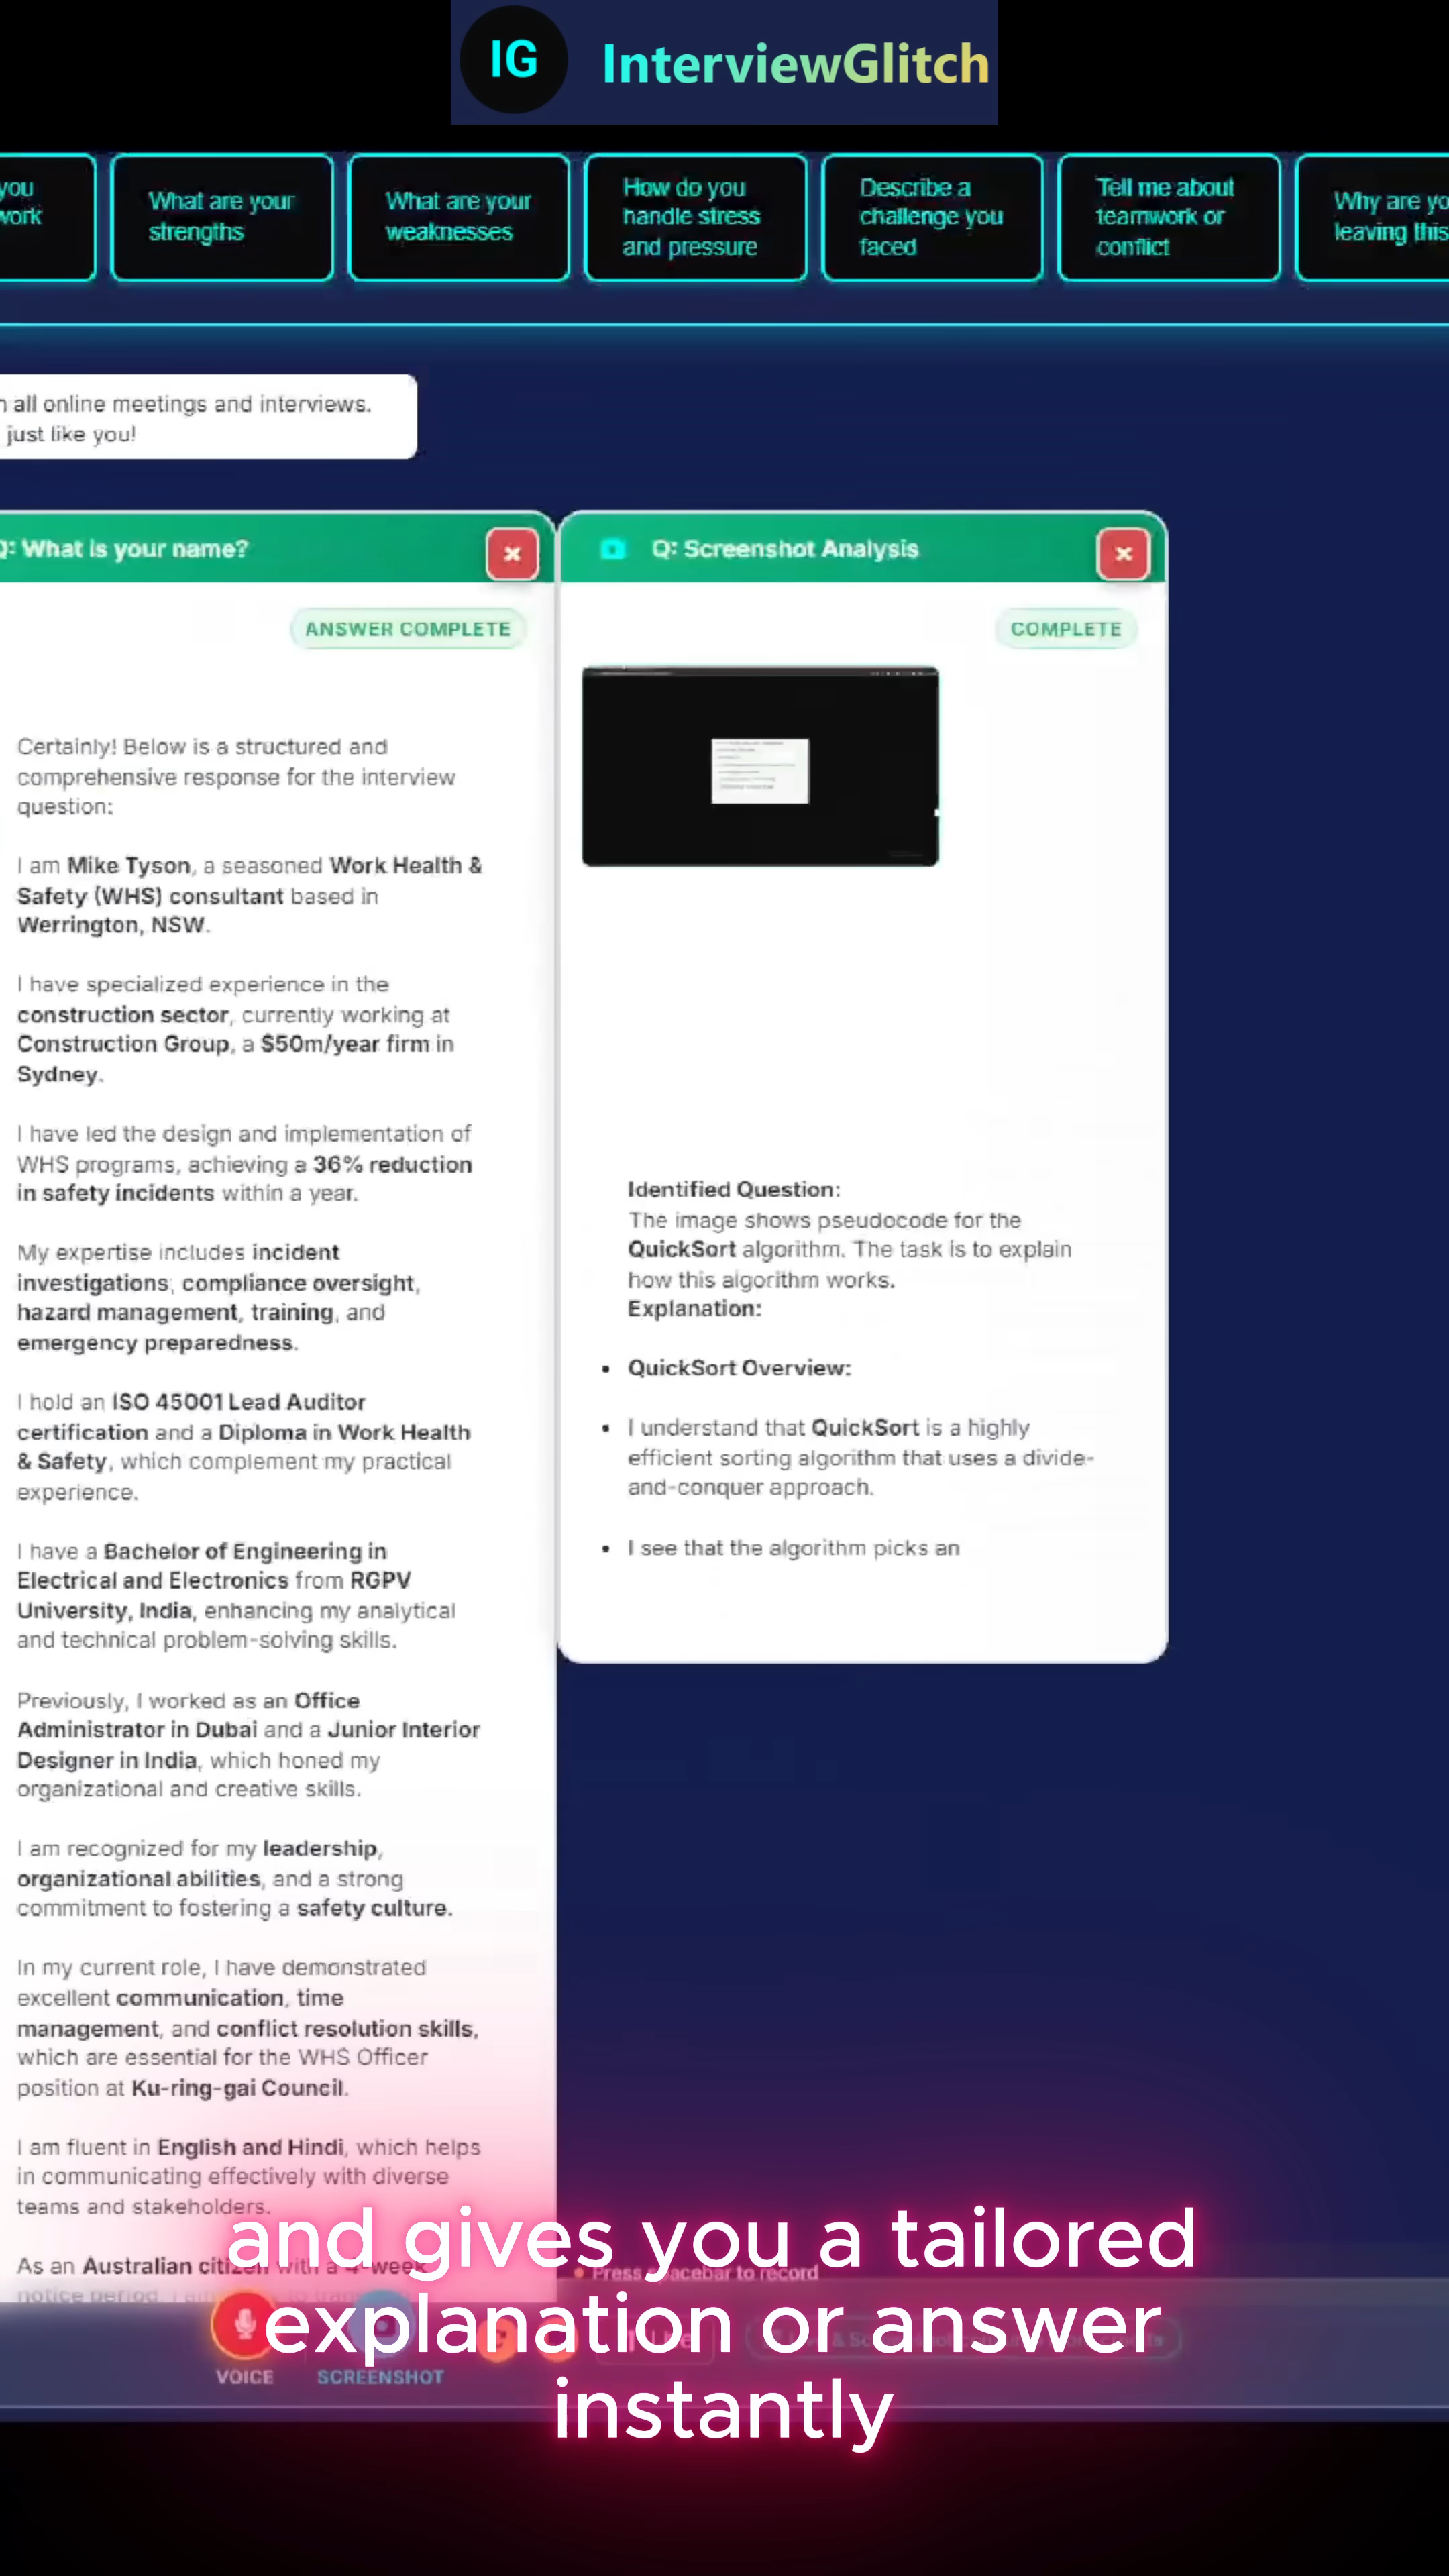 IG InterviewGlitch
you
work
What are your
strengths
What are your
weaknesses
How do you
handle stress
and pressure
Describe a
challenge you
faced
Tell me about
teamwork or
conflict
Why are yo
leaving this
all online meetings and interviews.
just like you!
Q: What is your name?
ANSWER COMPLETE
Certainly! Below is a structured and
comprehensive response for the interview
question:
I am Mike Tyson, a seasoned Work Health &
Safety (WHS) consultant based in
Werrington, NSW.
I have specialized experience in the
construction sector, currently working at
Construction Group, a $50m/year firm in
Sydney.
I have led the design and implementation of
WHS programs, achieving a 36% reduction
in safety incidents within a year.
My expertise includes incident
investigations, compliance oversight,
hazard management, training, and
emergency preparedness.
I hold an ISO 45001 Lead Auditor
certification and a Diploma in Work Health
& Safety, which complement my practical
experience.
I have a Bachelor of Engineering in
Electrical and Electronics from RGPV
University, India, enhancing my analytical
and technical problem-solving skills.
Previously, I worked as an Office
Administrator in Dubai and a Junior Interior
Designer in India, which honed my
organizational and creative skills.
I am recognized for my leadership,
organizational abilities, and a strong
commitment to fostering a safety culture.
In my current role, I have demonstrated
excellent communication, time
management, and conflict resolution skills,
which are essential for the WHS Officer
position at Ku-ring-gai Council.
I am fluent in English and Hindi, which helps
in communicating effectively with diverse
teams and stakeholders.
As an Australian citizen with a 4-week
notice period, I
Q: Screenshot Analysis
COMPLETE
Identified Question:
The image shows pseudocode for the
QuickSort algorithm. The task is to explain
how this algorithm works.
Explanation:
• QuickSort Overview:
• I understand that QuickSort is a highly
efficient sorting algorithm that uses a divide-
and-conquer approach.
• I see that the algorithm picks an
Press spacebar to record
and gives you a tailored
explanation or answer
instantly
VOICE
SCREENSHOT